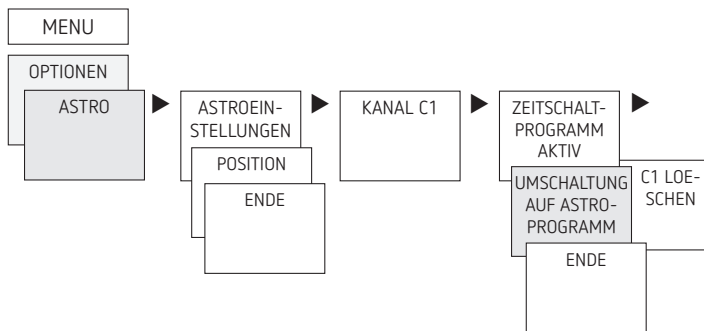 MENU
OPTIONEN
ASTRO
ASTROEIN-
STELLUNGEN
POSITION
ENDE
KANAL C1
ZEITSCHALT-
PROGRAMM
AKTIV
UMSCHALTUNG
AUF ASTRO-
PROGRAMM
ENDE
C1 LOE-
SCHEN